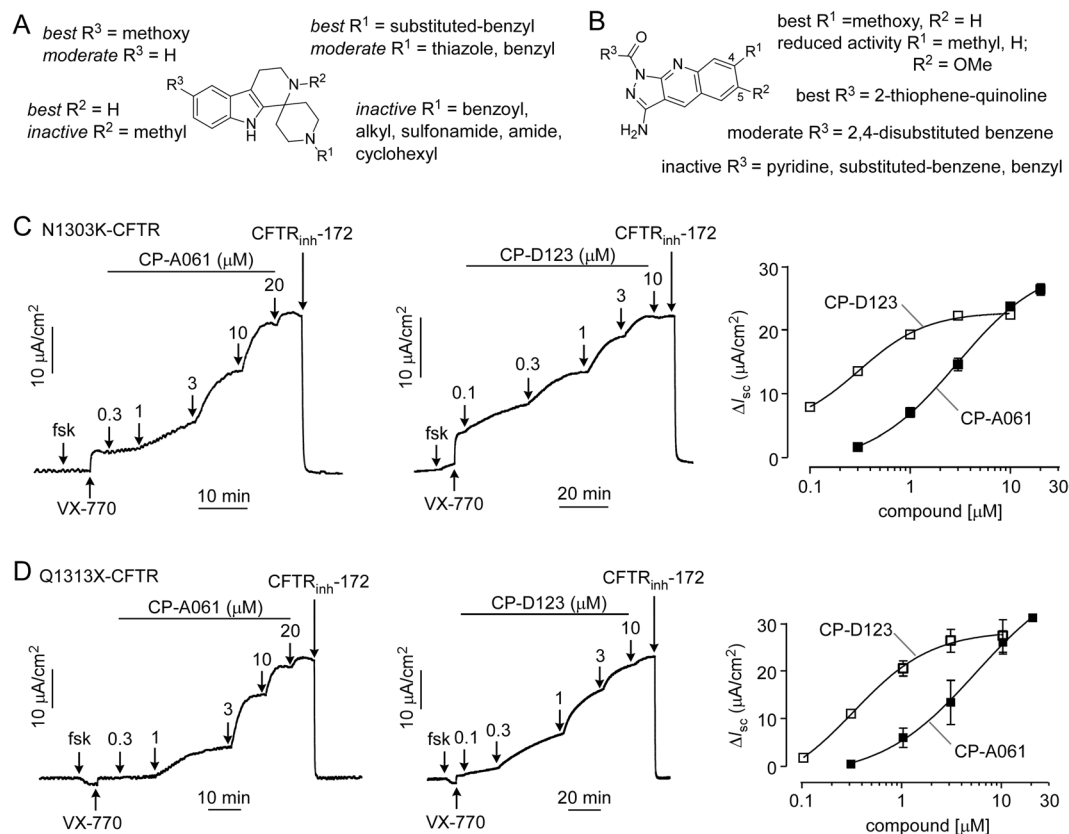 A
best R3 = methoxy
moderate R3 = H
best R1 = substituted-benzyl
moderate R1 = thiazole, benzyl
best R2 = H
inactive R2 = methyl
inactive R1 = benzoyl,
alkyl, sulfonamide, amide,
cyclohexyl
R3
N
R2
N
H
N
R1
B
best R1 =methoxy, R2 = H
reduced activity R1 = methyl, H;
R2 = OMe
best R3 = 2-thiophene-quinoline
moderate R3 = 2,4-disubstituted benzene
inactive R3 = pyridine, substituted-benzene, benzyl
O
R3
N
N
N
4
R1
5
R2
H2N
C
N1303K-CFTR
CFTRinh-172
CP-A061 (μM)
20
10
3
1
0.3
fsk
VX-770
10 μA/cm2
10 min
CFTRinh-172
CP-D123 (μM)
10
3
1
0.3
0.1
fsk
VX-770
10 μA/cm2
20 min
30
20
10
0
ΔIsc (μA/cm2)
CP-D123
CP-A061
0.1 1 10 30
compound [μM]
D
Q1313X-CFTR
CFTRinh-172
CP-A061 (μM)
20
10
3
1
0.3
fsk
VX-770
10 μA/cm2
10 min
CFTRinh-172
CP-D123 (μM)
10
3
1
0.3
0.1
fsk
VX-770
10 μA/cm2
20 min
30
20
10
0
ΔIsc (μA/cm2)
CP-D123
CP-A061
0.1 1 10 30
compound [μM]